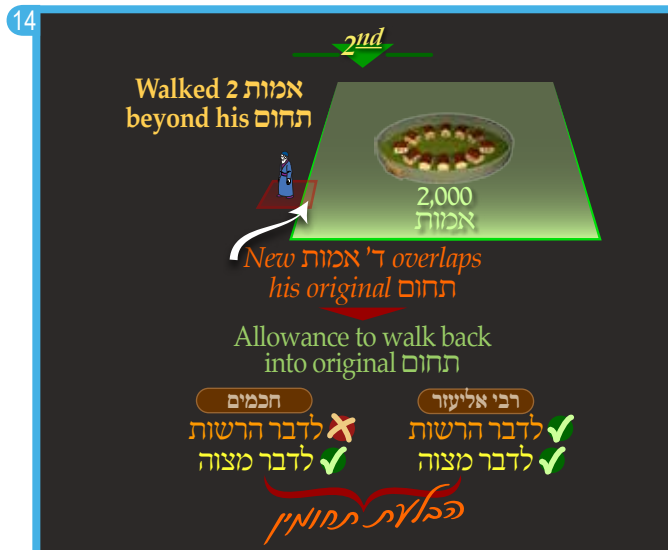 14
2nd
Walked 2 אמות
beyond his תחום
2,000
אמות
New ד' אמות overlaps
his original תחום
Allowance to walk back
into original תחום
רבי אליעזר
לדבר הרשות
לדבר מצוה
חכמים
לדבר הרשות
לדבר מצוה
הבלעת תחומין